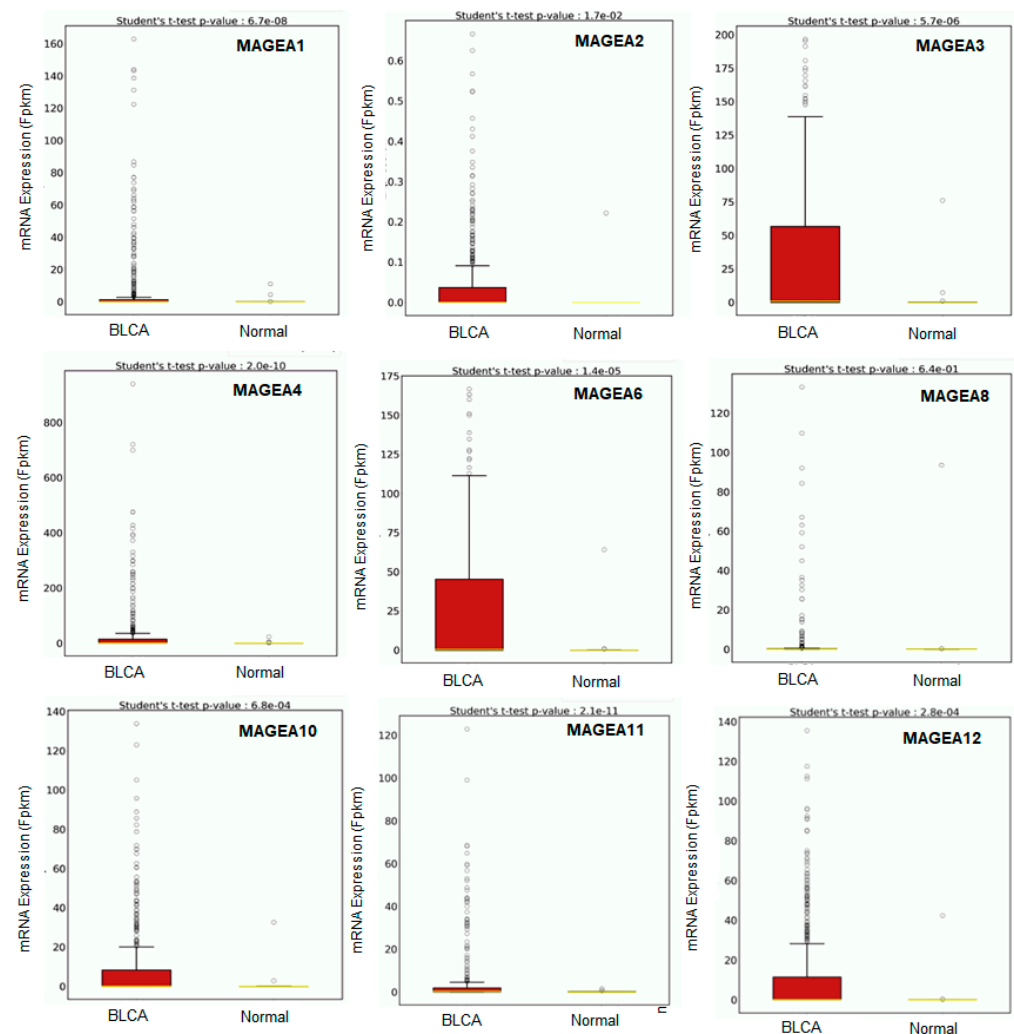 Student's t-test p-value : 6.7e-08
MAGEA1
mRNA Expression (Fpkm)
160
140
120
100
80
60
40
20
0
BLCA Normal
Student's t-test p-value : 1.7e-02
MAGEA2
mRNA Expression (Fpkm)
0.6
0.5
0.4
0.3
0.2
0.1
0.0
BLCA Normal
Student's t-test p-value : 5.7e-06
MAGEA3
mRNA Expression (Fpkm)
200
175
150
125
100
75
50
25
0
BLCA Normal
Student's t-test p-value : 2.0e-10
MAGEA4
mRNA Expression (Fpkm)
800
600
400
200
0
BLCA Normal
Student's t-test p-value : 1.4e-05
MAGEA6
mRNA Expression (Fpkm)
175
150
125
100
75
50
25
0
BLCA Normal
Student's t-test p-value : 6.4e-01
MAGEA8
mRNA Expression (Fpkm)
120
100
80
60
40
20
0
BLCA Normal
Student's t-test p-value : 6.8e-04
MAGEA10
mRNA Expression (Fpkm)
140
120
100
80
60
40
20
0
BLCA Normal
Student's t-test p-value : 2.1e-11
MAGEA11
mRNA Expression (Fpkm)
120
100
80
60
40
20
0
BLCA Normal
Student's t-test p-value : 2.8e-04
MAGEA12
mRNA Expression (Fpkm)
140
120
100
80
60
40
20
0
BLCA Normal